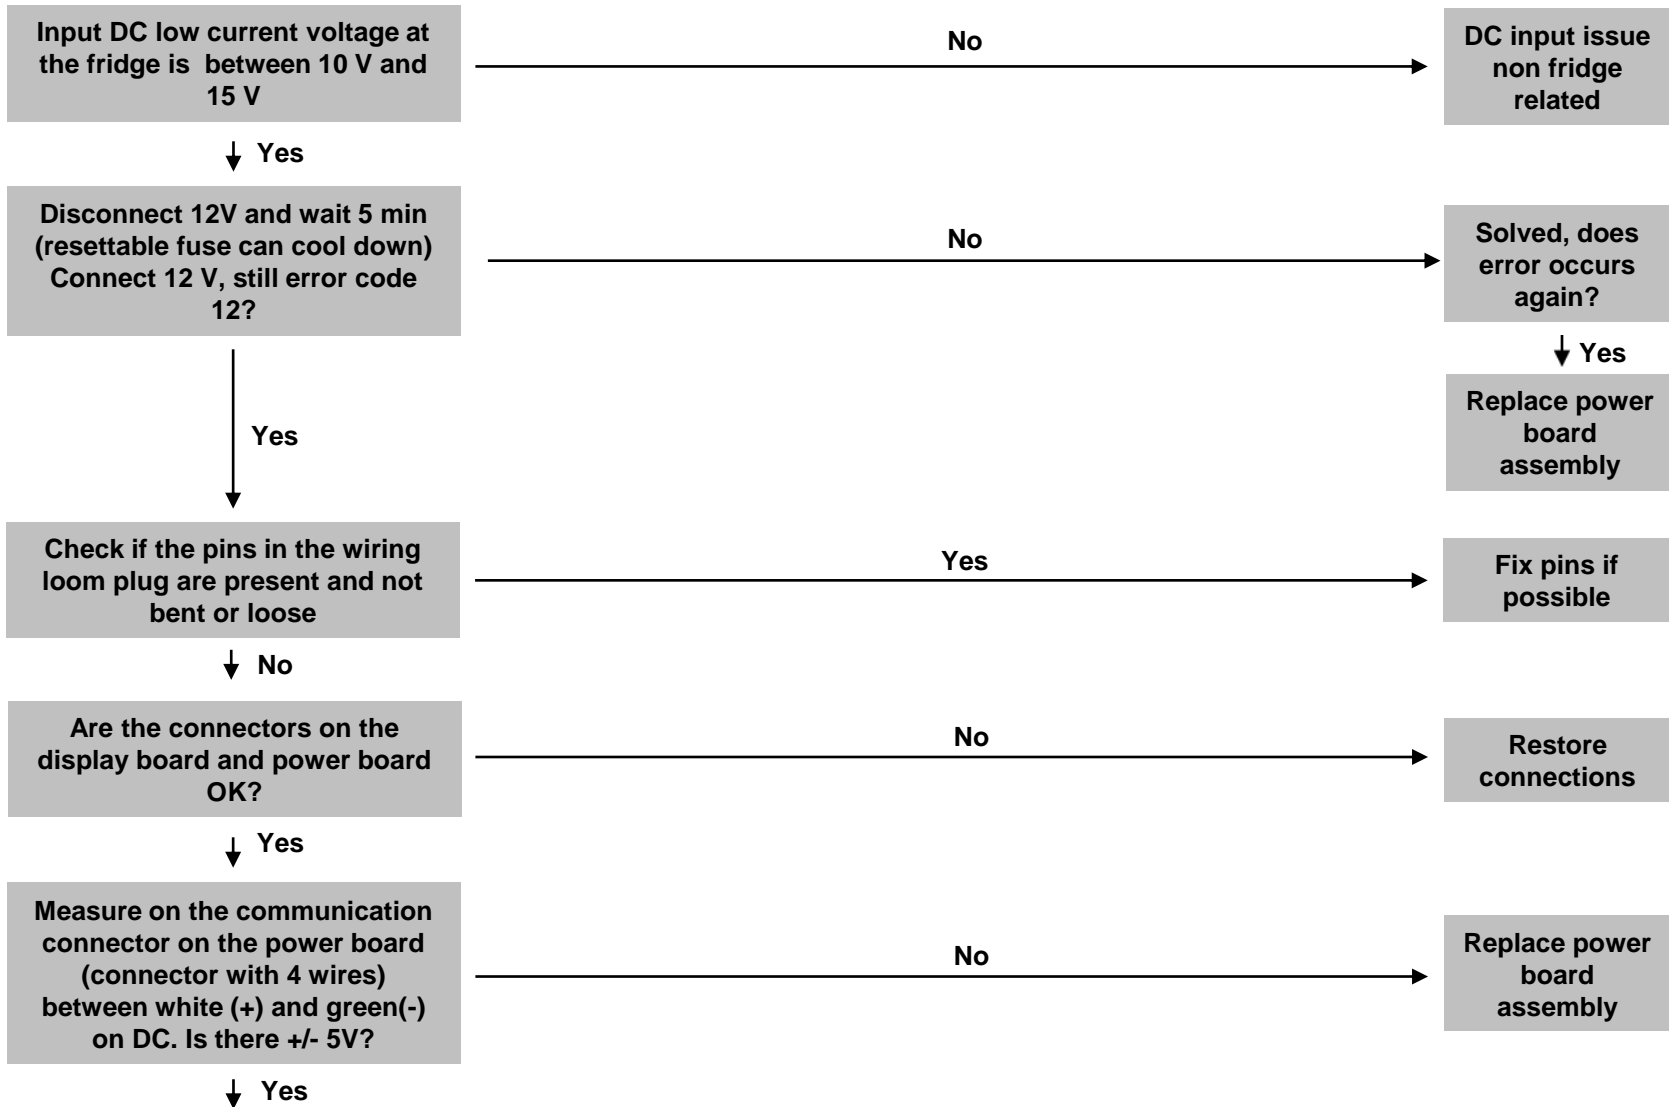 Input DC low current voltage at
the fridge is  between 10 V and
15 V
No
DC input issue
non fridge
related
Yes
Disconnect 12V and wait 5 min
(resettable fuse can cool down)
Connect 12 V, still error code
12?
No
Solved, does
error occurs
again?
Yes
Replace power
board
assembly
Yes
Check if the pins in the wiring
loom plug are present and not
bent or loose
Yes
Fix pins if
possible
No
Are the connectors on the
display board and power board
OK?
No
Restore
connections
Yes
Measure on the communication
connector on the power board
(connector with 4 wires)
between white (+) and green(-)
on DC. Is there +/- 5V?
No
Replace power
board
assembly
Yes